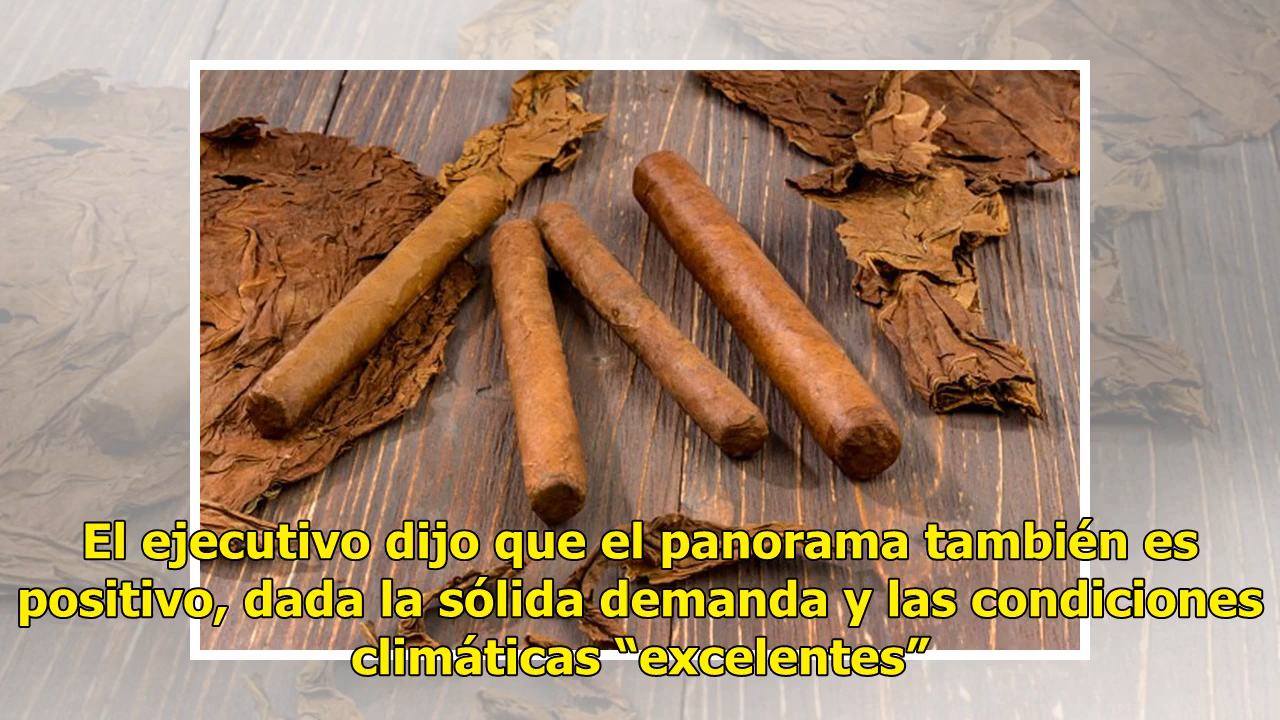 El ejecutivo dijo que el panorama también es
positivo, dada la sólida demanda y las condiciones
climáticas “excelentes”